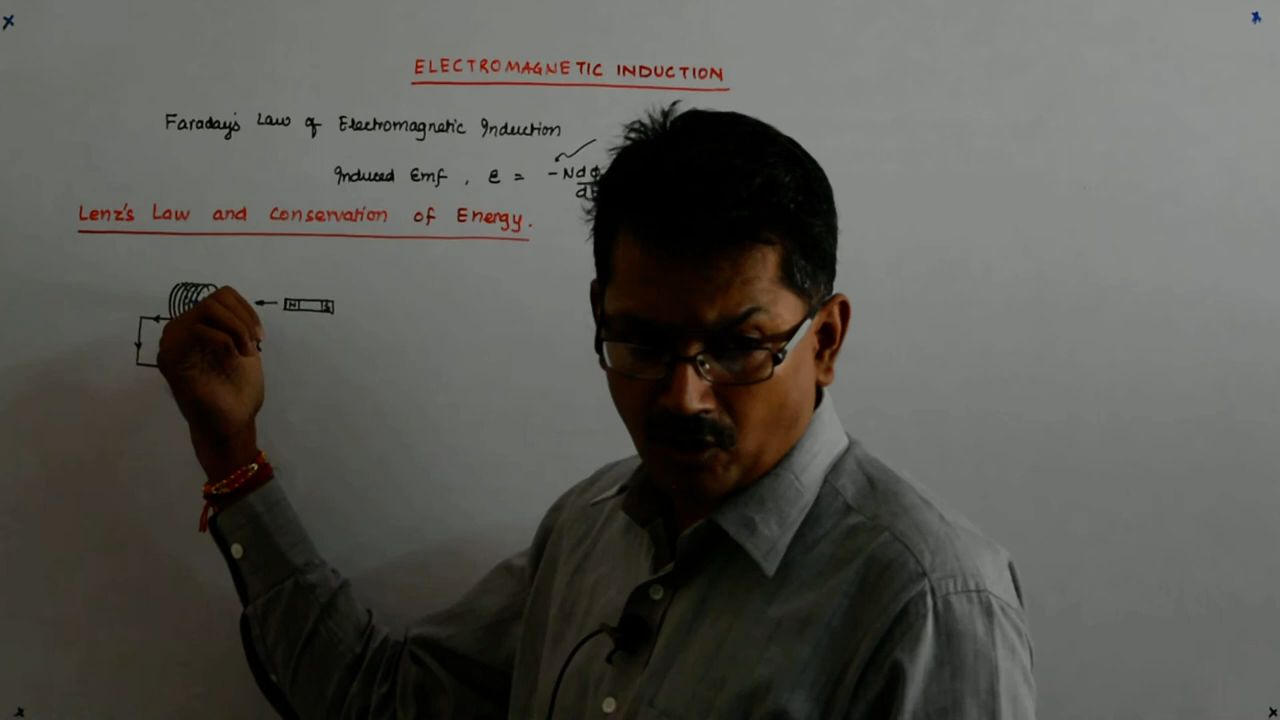 ELECTROMAGNETIC INDUCTION
Faraday's Law of Electromagnetic Induction
Induced Emf, e = -Ndφ
Lenz's Law and Conservation of Energy.
N S